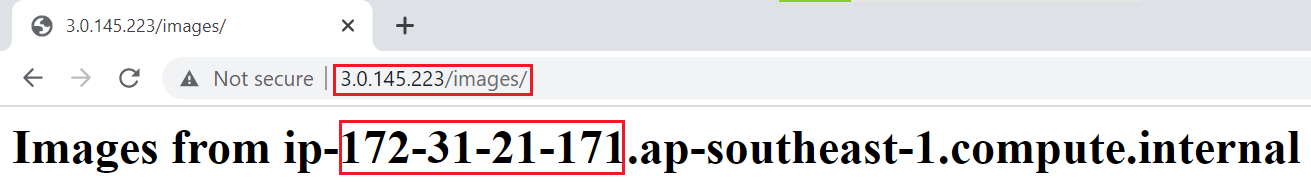 3.0.145.223/images/
Not secure | 3.0.145.223/images/
Images from ip-172-31-21-171.ap-southeast-1.compute.internal